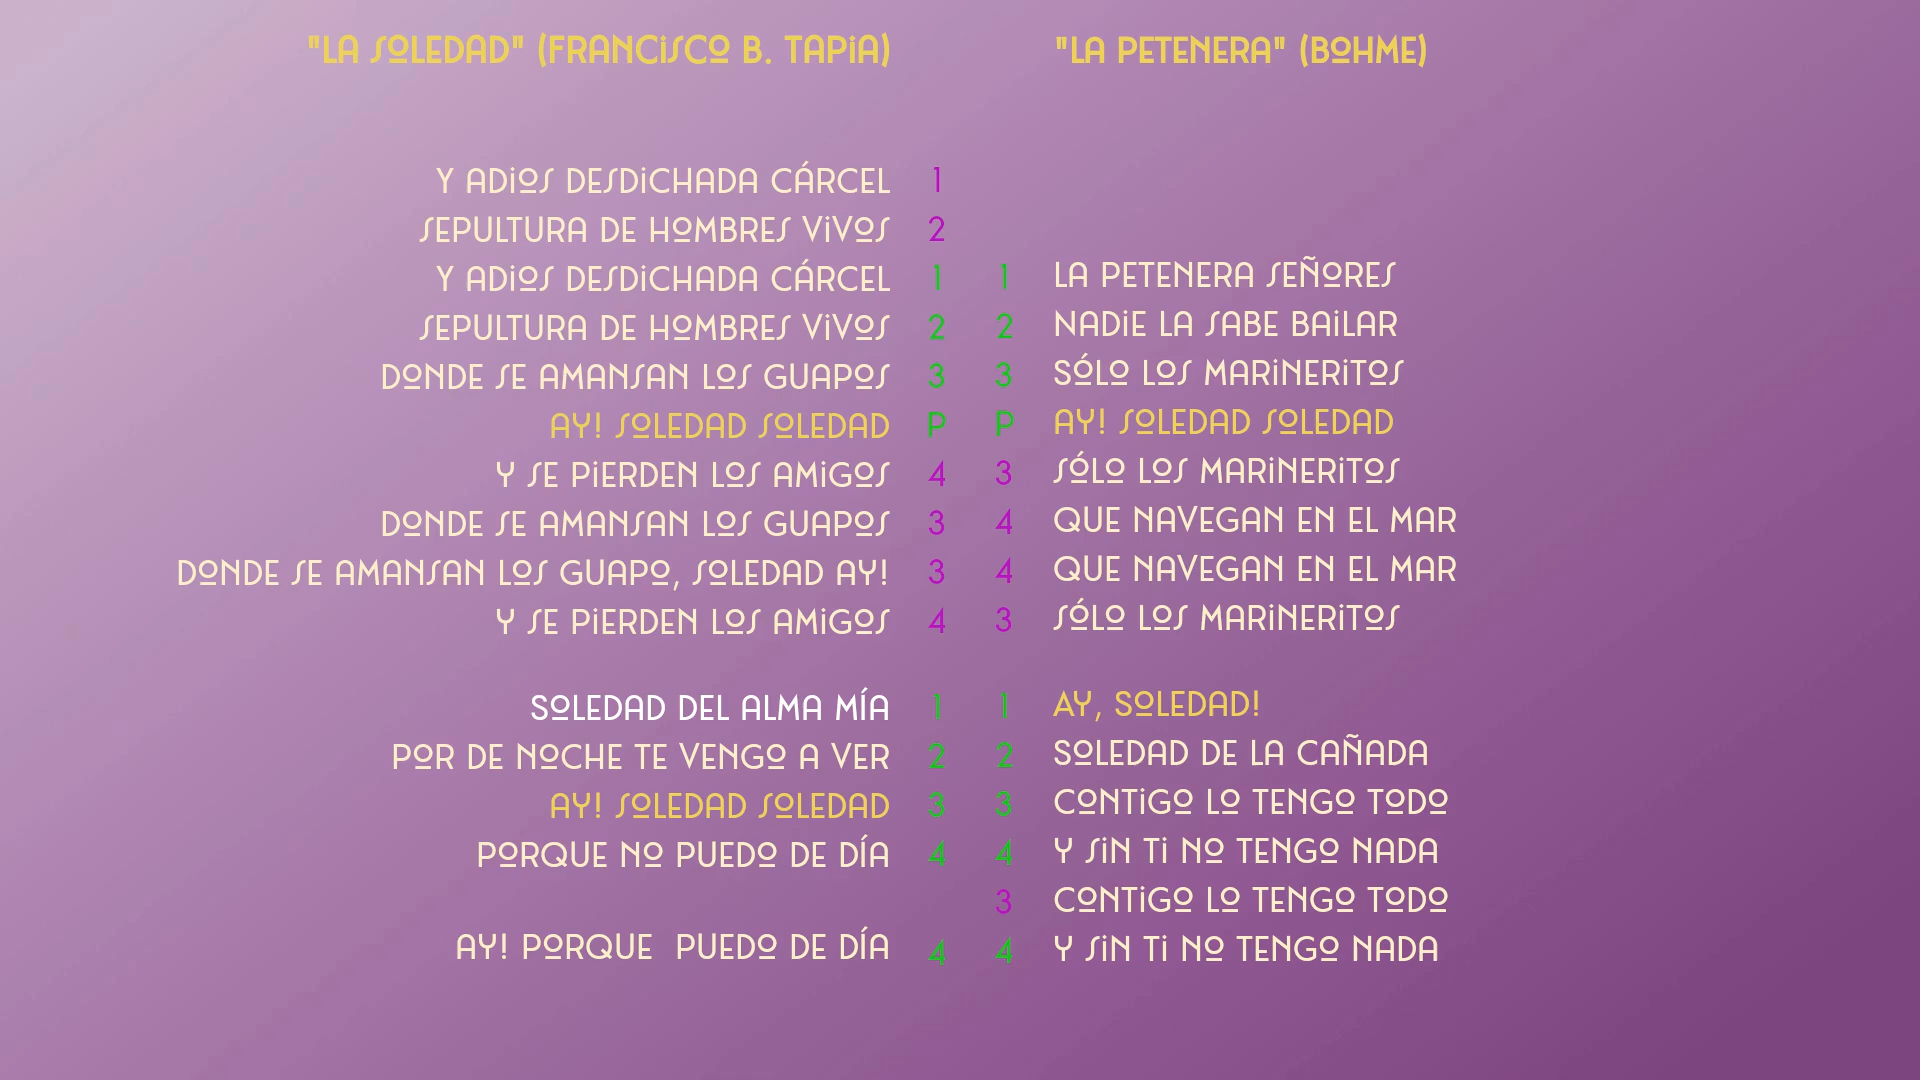 "LA SOLEDAD" (FRANCISCO B. TAPIA)
Y ADIOS DESDICHADA CÁRCEL 1
SEPULTURA DE HOMBRES VIVOS 2
Y ADIOS DESDICHADA CÁRCEL 1
SEPULTURA DE HOMBRES VIVOS 2
DONDE SE AMANSAN LOS GUAPOS 3
AY! SOLEDAD SOLEDAD P
Y SE PIERDEN LOS AMIGOS 4
DONDE SE AMANSAN LOS GUAPOS 3
DONDE SE AMANSAN LOS GUAPO, SOLEDAD AY! 3
Y SE PIERDEN LOS AMIGOS 4
SOLEDAD DEL ALMA MÍA 1
POR DE NOCHE TE VENGO A VER 2
AY! SOLEDAD SOLEDAD 3
PORQUE NO PUEDO DE DÍA 4
AY! PORQUE PUEDO DE DÍA 4
"LA PETENERA" (BOHME)
1 LA PETENERA SEÑORES
2 NADIE LA SABE BAILAR
3 SÓLO LOS MARINERITOS
P AY! SOLEDAD SOLEDAD
3 SÓLO LOS MARINERITOS
4 QUE NAVEGAN EN EL MAR
4 QUE NAVEGAN EN EL MAR
3 SÓLO LOS MARINERITOS
1 AY, SOLEDAD!
2 SOLEDAD DE LA CAÑADA
3 CONTIGO LO TENGO TODO
4 Y SIN TI NO TENGO NADA
3 CONTIGO LO TENGO TODO
4 Y SIN TI NO TENGO NADA